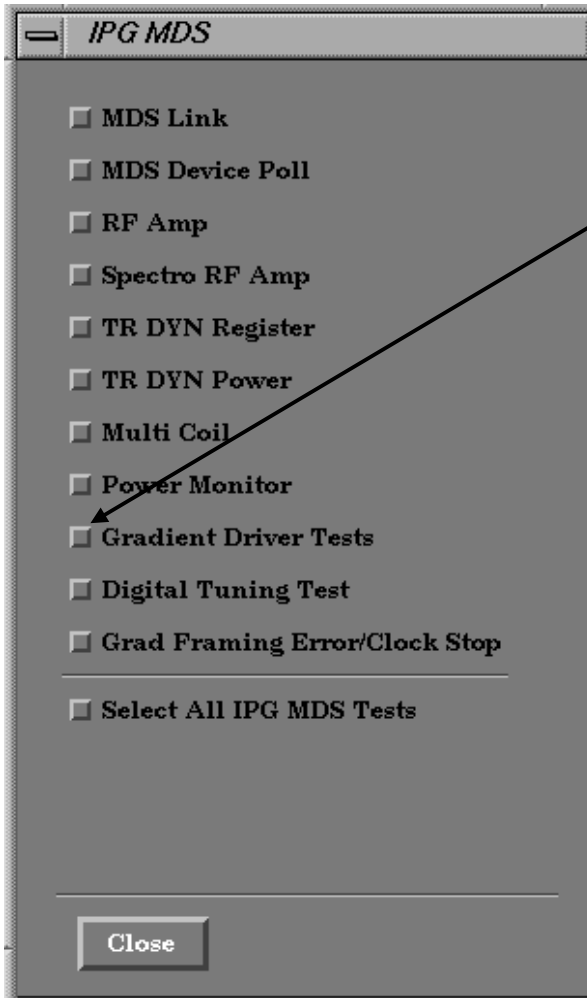 IPG MDS
MDS Link
MDS Device Poll
RF Amp
Spectro RF Amp
TR DYN Register
TR DYN Power
Multi Coil
Power Monitor
Gradient Driver Tests
Digital Tuning Test
Grad Framing Error/Clock Stop
Select All IPG MDS Tests
Close